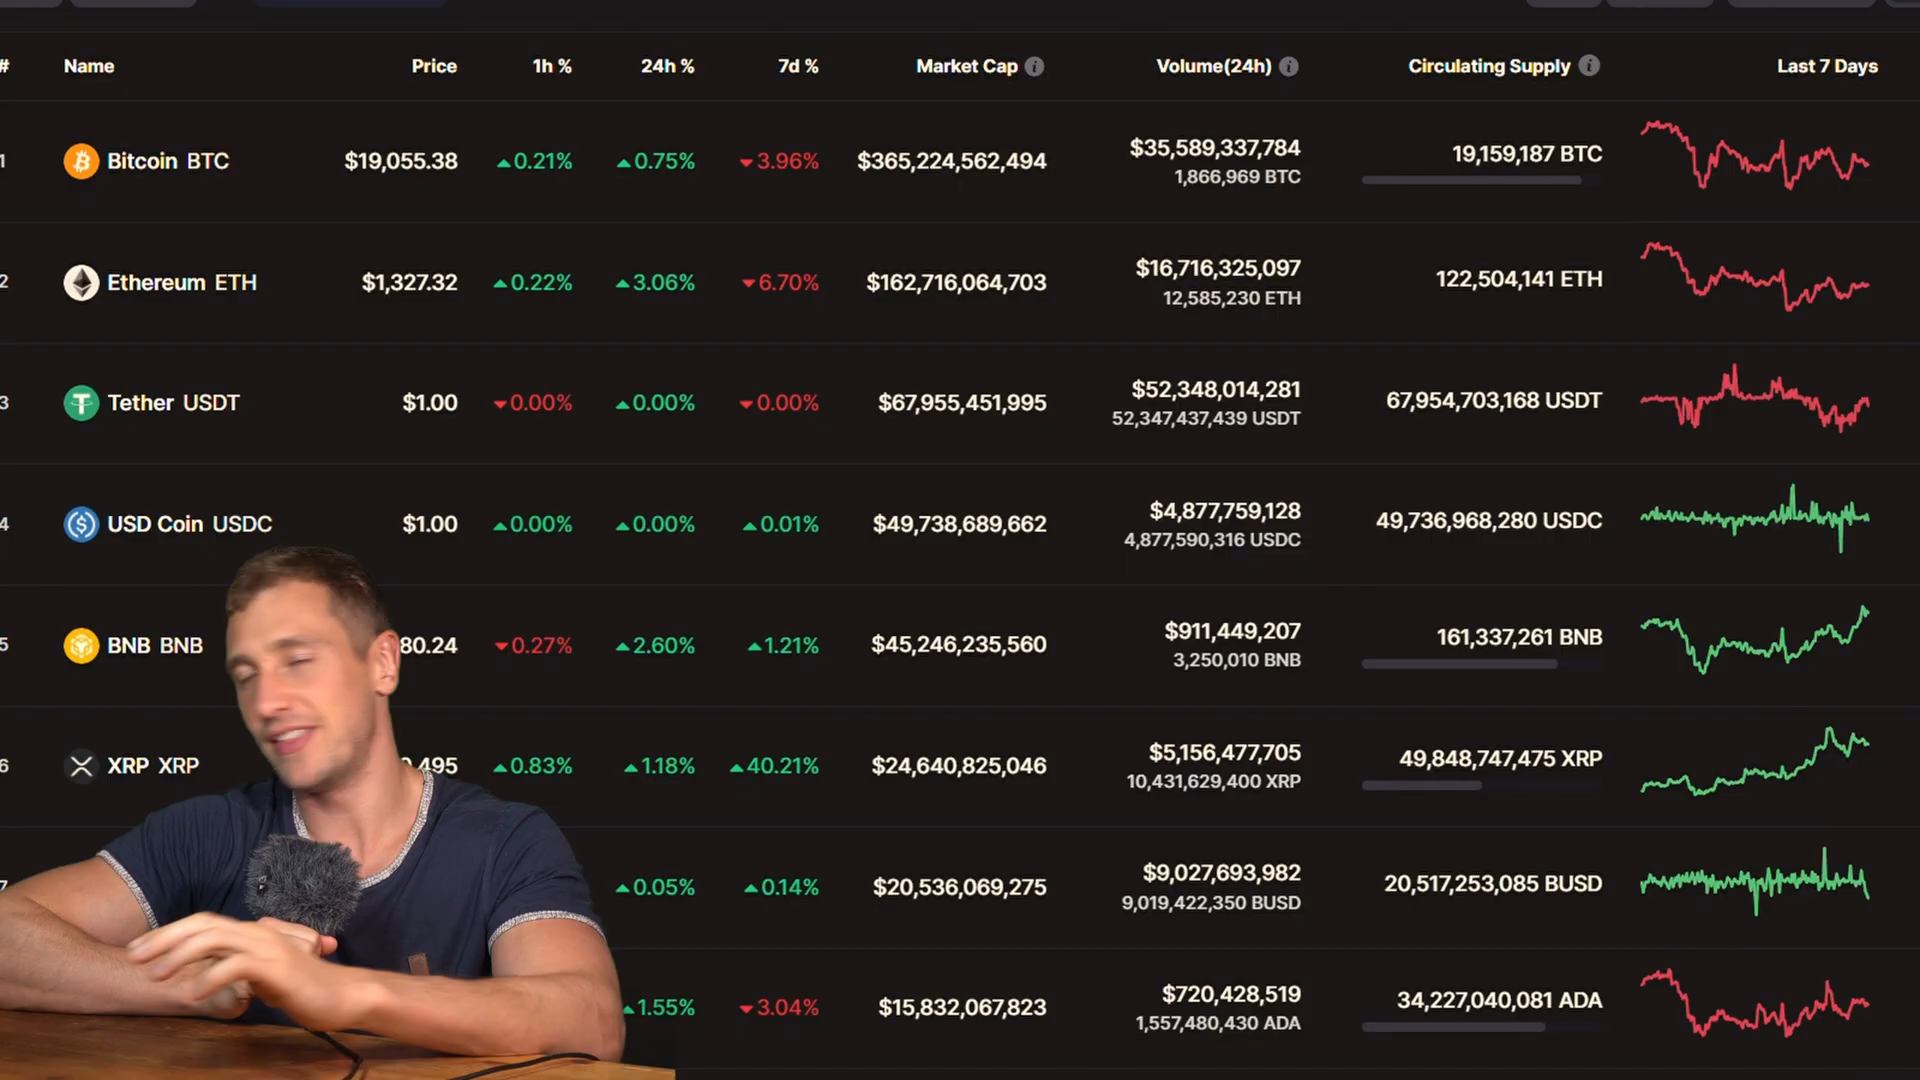 # Name Price 1h % 24h % 7d % Market Cap Volume(24h) Circulating Supply Last 7 Days
1 Bitcoin BTC $19,055.38 0.21% 0.75% 3.96% $365,224,562,494 $35,589,337,784 19,159,187 BTC
1,866,969 BTC
2 Ethereum ETH $1,327.32 0.22% 3.06% 6.70% $162,716,064,703 $16,716,325,097 122,504,141 ETH
12,585,230 ETH
3 Tether USDT $1.00 0.00% 0.00% 0.00% $67,955,451,995 $52,348,014,281 67,954,703,168 USDT
52,347,437,439 USDT
4 USD Coin USDC $1.00 0.00% 0.00% 0.01% $49,738,689,662 $4,877,759,128 49,736,968,280 USDC
4,877,590,316 USDC
5 BNB BNB 80.24 0.27% 2.60% 1.21% $45,246,235,560 $911,449,207 161,337,261 BNB
3,250,010 BNB
6 XRP XRP .495 0.83% 1.18% 40.21% $24,640,825,046 $5,156,477,705 49,848,747,475 XRP
10,431,629,400 XRP
7 0.05% 0.14% $20,536,069,275 $9,027,693,982 20,517,253,085 BUSD
9,019,422,350 BUSD
1.55% 3.04% $15,832,067,823 $720,428,519 34,227,040,081 ADA
1,557,480,430 ADA